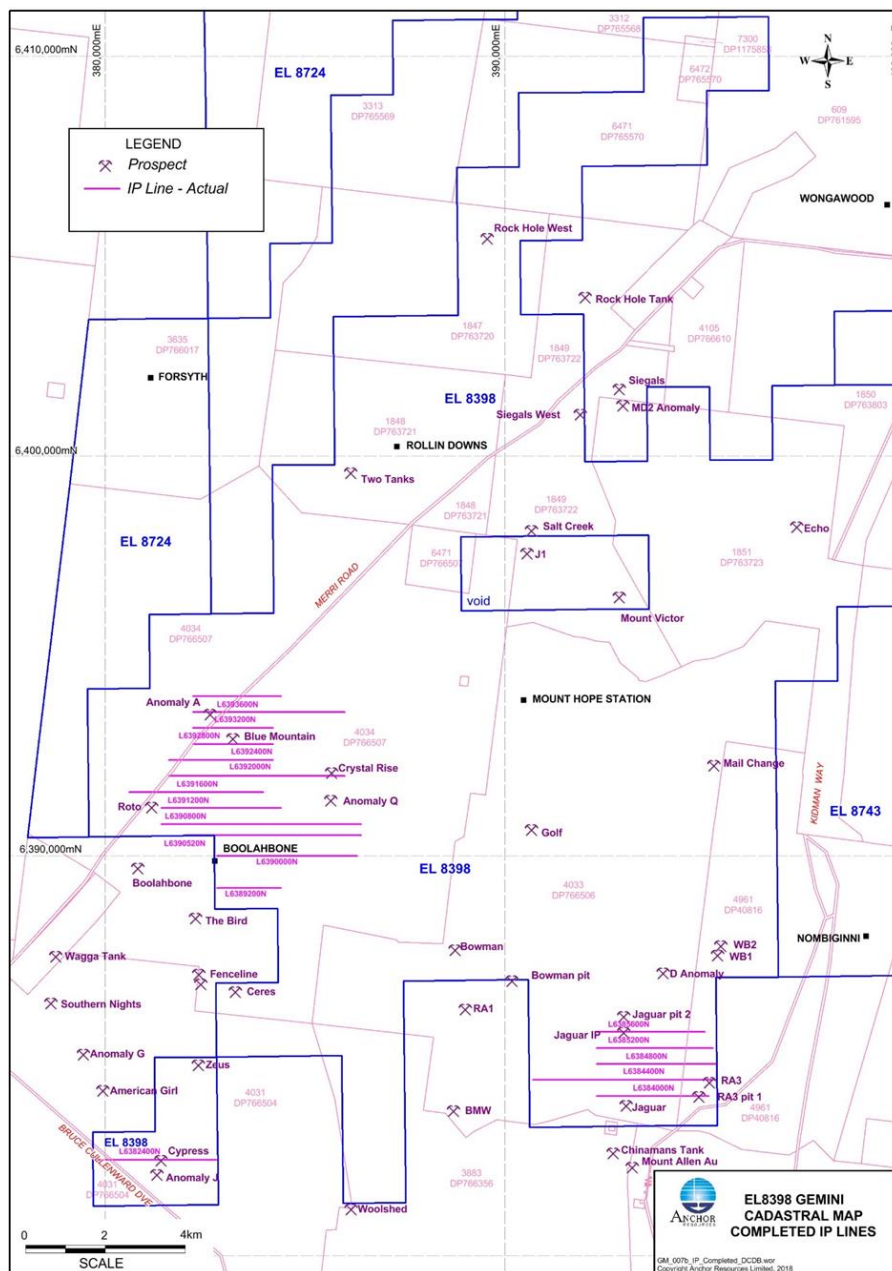 6,410,000mN
380,000mE
390,000mE
N
W
E
S
3312
DP765568
7300
EL 8724
6472
DP765570
3313
DP765569
609
DP761595
LEGEND
Prospect
IP Line - Actual
6471
DP765570
WONGAWOOD
Rock Hole West
Rock Hole Tank
1847
DP763720
4105
DP766610
3635
DP766017
1849
DP763722
FORSYTH
Siegals
EL 8398
1850
DP763803
MD2 Anomaly
Siegals West
1848
DP763721
ROLLIN DOWNS
6,400,000mN
Two Tanks
1848
DP763721
1849
DP763722
Salt Creek
Echo
EL 8724
6471
DP766507
J1
1851
DP763723
MERRI ROAD
void
Mount Victor
4034
DP766507
Anomaly A
L6393600N
MOUNT HOPE STATION
L6393200N
L6392800N
Blue Mountain
4034
DP766507
L6392400N
L6392000N
Mail Change
Crystal Rise
L6391600N
KIDMAN WAY
Roto
L6391200N
Anomaly Q
L6390800N
EL 8743
Golf
L6390520N
BOOLAHBONE
6,390,000mN
L6390000N
EL 8398
Boolahbone
L6389200N
4033
DP766506
4961
DP40816
The Bird
NOMBIGINNI
WB2
Bowman
WB1
Wagga Tank
Fenceline
D Anomaly
Bowman pit
Ceres
Southern Nights
RA1
Jaguar pit 2
L6385600N
Jaguar IP
L6385200N
Anomaly G
L6384800N
Zeus
L6384400N
RA3
American Girl
4031
DP766504
L6384000N
RA3 pit 1
BMW
Jaguar
4961
DP40816
BRUCE CULLENWARD DVE
EL 8398
Cypress
L6382400N
Chinamans Tank
Mount Allen Au
Anomaly J
4031
DP766504
3883
DP766356
Woolshed
ANCHOR
RESOURCES
EL8398 GEMINI
CADASTRAL MAP
COMPLETED IP LINES
0 2 4km
SCALE
GM_007b_IP_Completed_DCDB.wor
Copyright Anchor Resources Limited, 2018